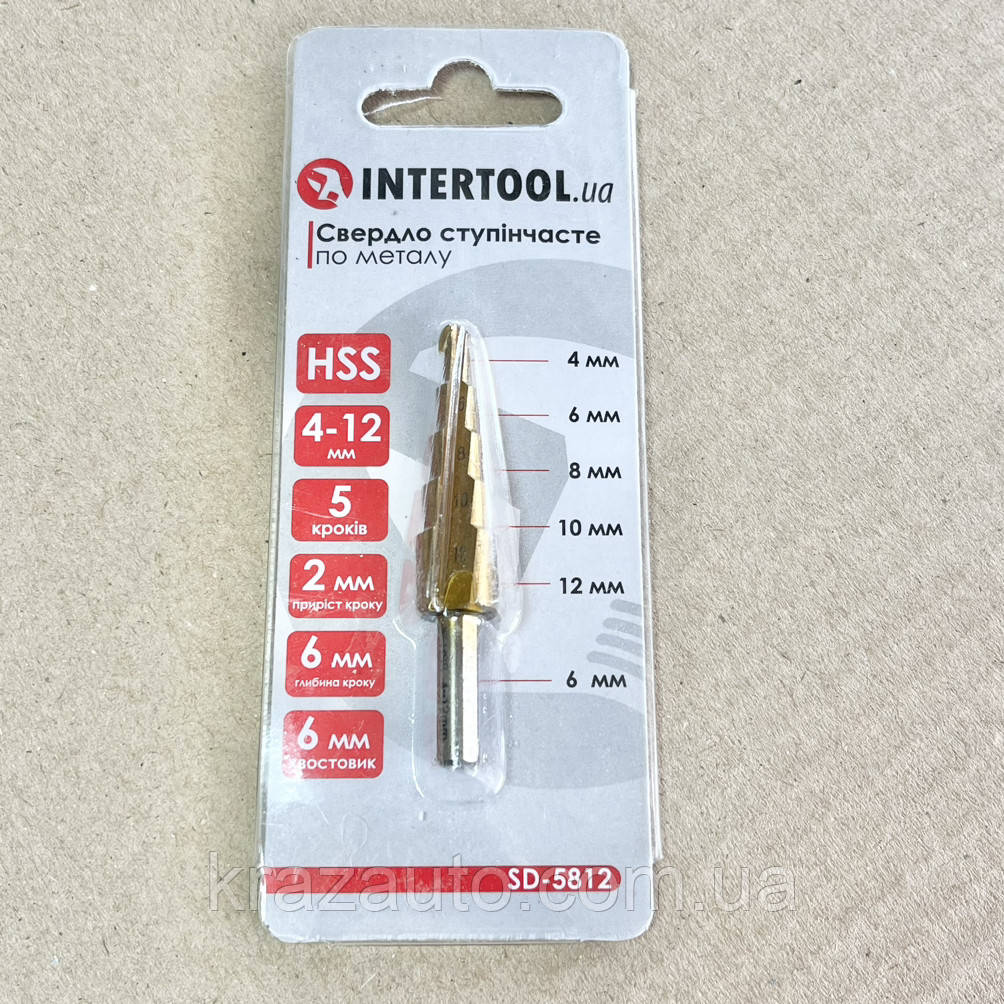 INTERTOOL.ua
Свердло ступінчасте
по металу
HSS
4-12
мм
5
кроків
2 мм
приріст кроку
6 мм
глибина кроку
6 мм
хвостовик
4 мм
6 мм
8 мм
10 мм
12 мм
6 мм
8
10
SD-5812
krazauto.com.ua